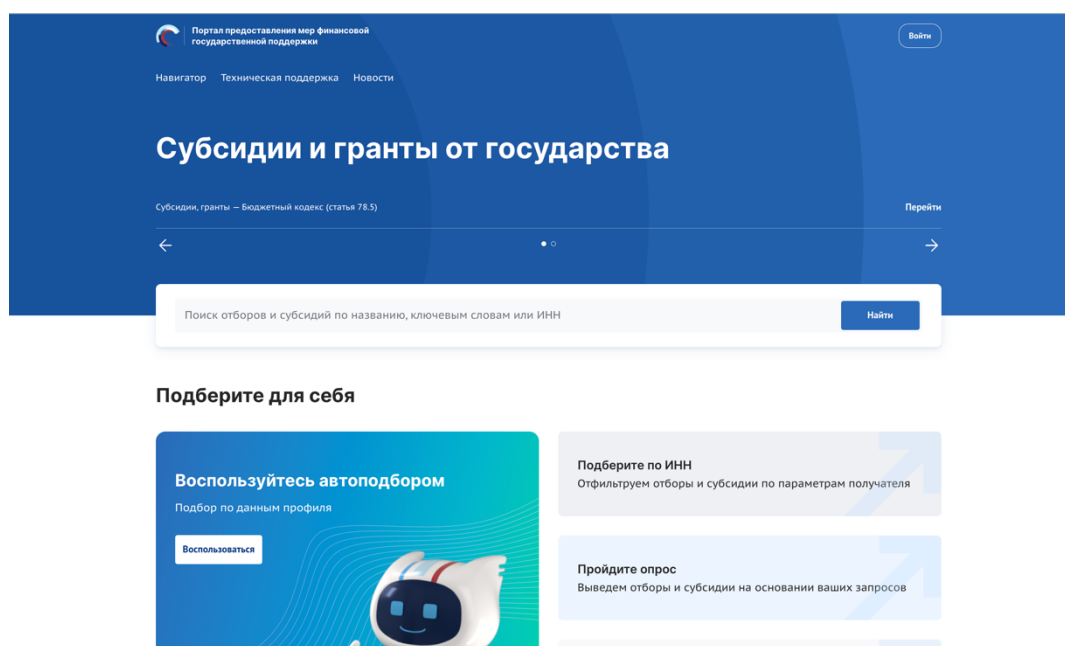 Портал предоставления мер финансовой
государственной поддержки
Войти
Навигатор Техническая поддержка Новости
Субсидии и гранты от государства
Субсидии, гранты — Бюджетный кодекс (статья 78.5)
Перейти
Поиск отборов и субсидий по названию, ключевым словам или ИНН
Найти
Подберите для себя
Воспользуйтесь автоподбором
Подбор по данным профиля
Воспользоваться
Подберите по ИНН
Отфильтруем отборы и субсидии по параметрам получателя
Пройдите опрос
Выведем отборы и субсидии на основании ваших запросов